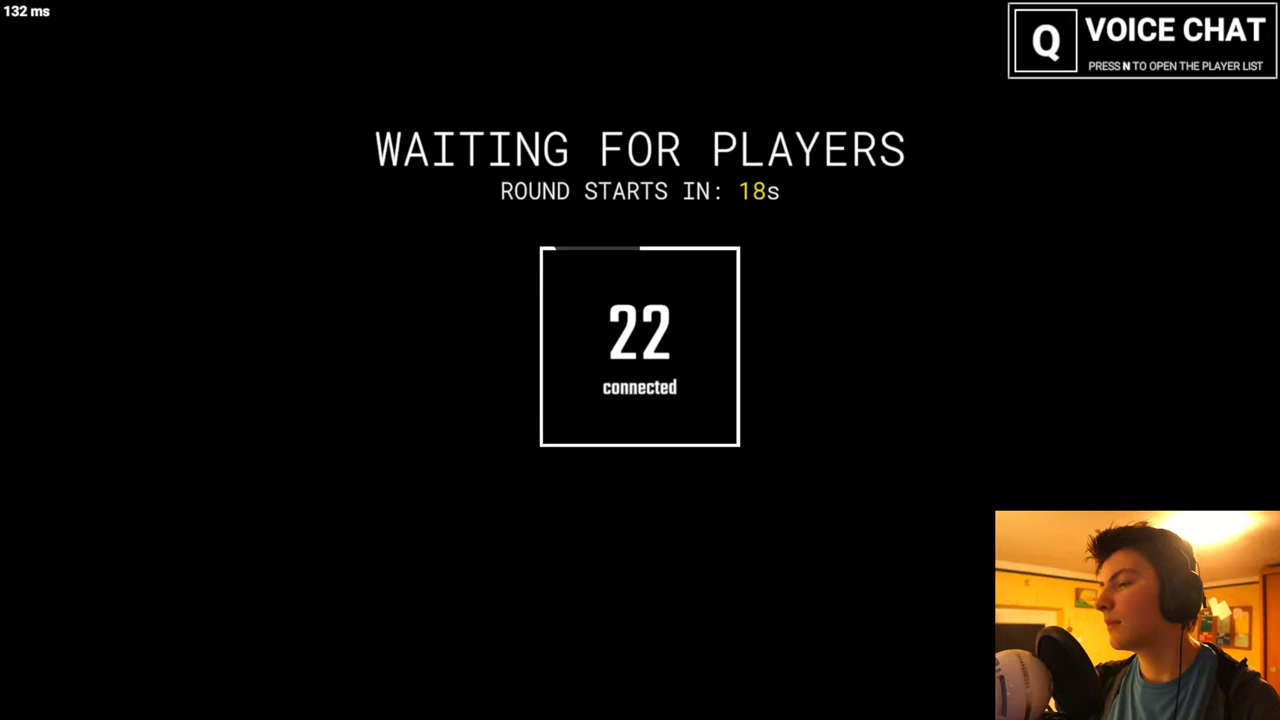 132 ms
Q
VOICE CHAT
PRESS N TO OPEN THE PLAYER LIST
WAITING FOR PLAYERS
ROUND STARTS IN: 18s
22
connected